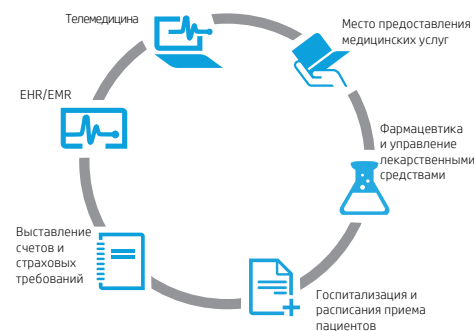 Телемедицина
Место предоставления
медицинских услуг
EHR/EMR
Фармацевтика
и управление
лекарственными
средствами
Выставление
счетов и
страховых
требований
Госпитализация и
расписания приема
пациентов